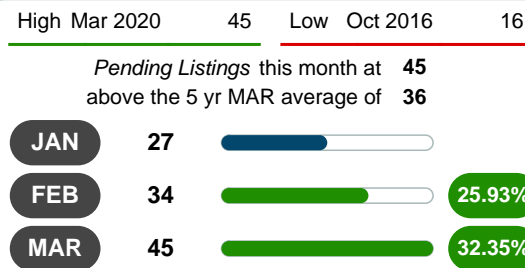 High Mar 2020 45 Low Oct 2016 16
Pending Listings this month at 45
above the 5 yr MAR average of 36
JAN 27
FEB 34 25.93%
MAR 45 32.35%